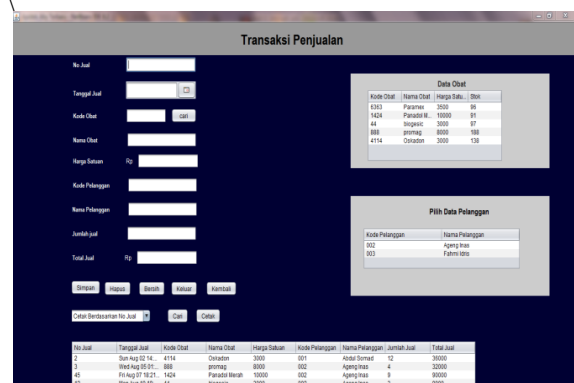 Transaksi Penjualan
No Jual
Tanggal Jual
Kode Obat
cari
Nama Obat
Harga Satuan Rp
Kode Pelanggan
Nama Pelanggan
Jumlah jual
Total Jual Rp
Simpan Hapus Bersih Keluar Kembali
Cetak Berdasarkan No Jual Cari Cetak
Data Obat
Kode Obat Nama Obat Harga Satu... Stok
6363 Paramex 3500 96
1424 Panadol M... 10000 91
44 biogesic 3000 97
888 promag 8000 188
4114 Oskadon 3000 138
Pilih Data Pelanggan
Kode Pelanggan Nama Pelanggan
002 Ageng Inas
003 Fahmi Idris
No Jual Tanggal Jual Kode Obat Nama Obat Harga Satuan Kode Pelanggan Nama Pelanggan Jumlah Jual Total Jual
2 Sun Aug 02 14:... 4114 Oskadon 3000 001 Abdul Somad 12 36000
3 Wed Aug 05 01:... 888 promag 8000 002 Ageng Inas 4 32000
45 Fri Aug 07 18:21... 1424 Panadol Merah 10000 002 Ageng Inas 9 90000